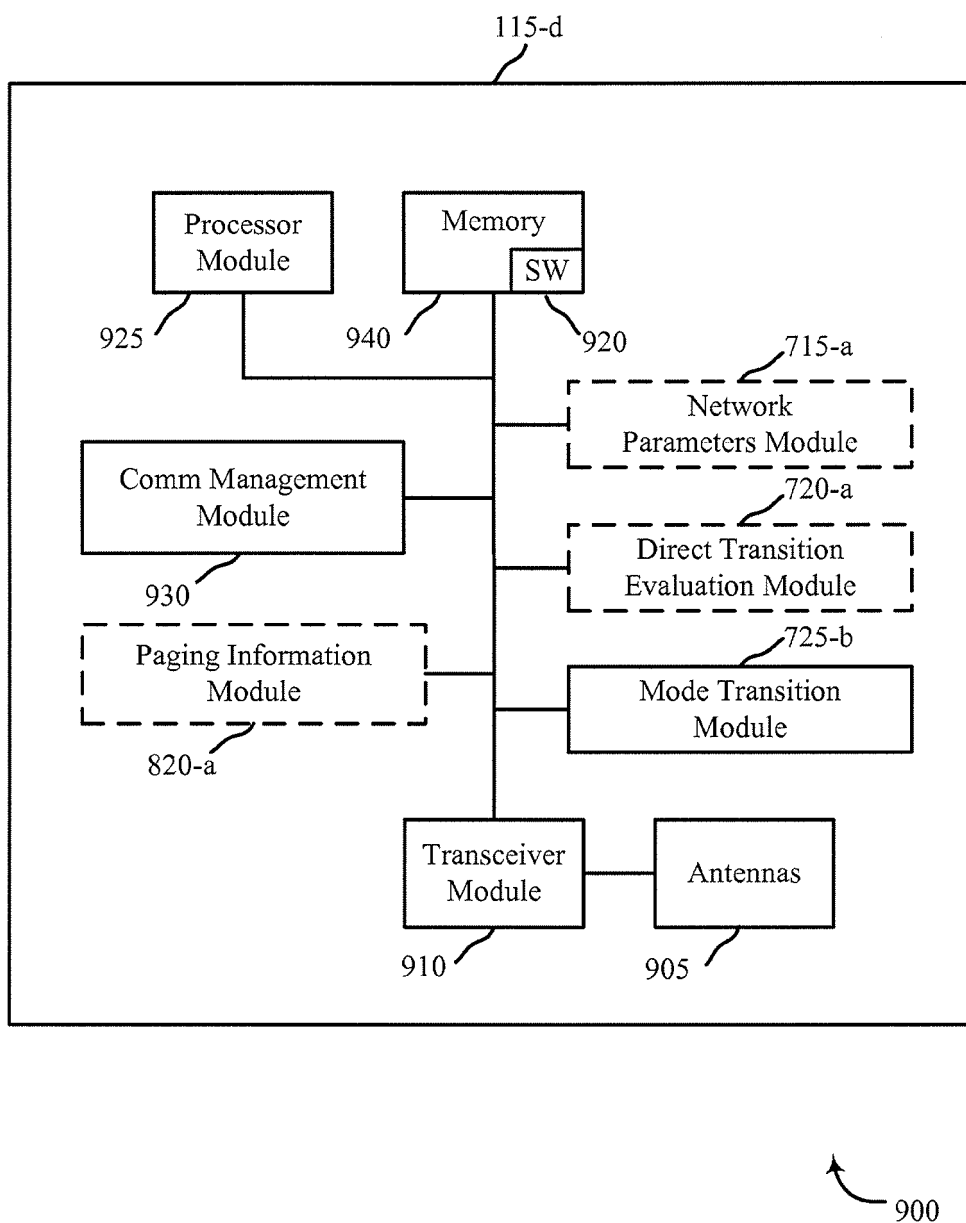 115-d
Processor
Module
Memory
SW
925
940
920
715-a
Network
Parameters Module
Comm Management
Module
930
720-a
Direct Transition
Evaluation Module
Paging Information
Module
820-a
725-b
Mode Transition
Module
Transceiver
Module
Antennas
910
905
900